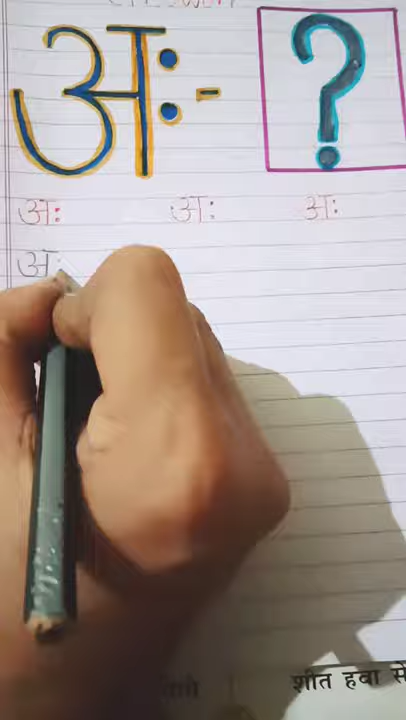 अः - ?
अः अः अः
अः
शीत हवा से